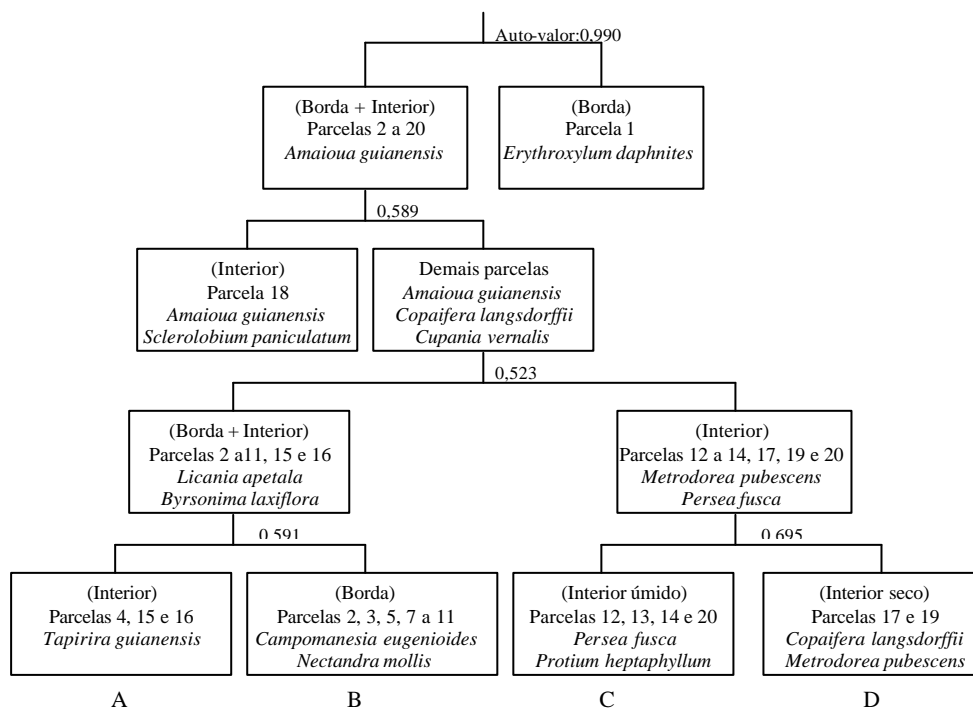 Auto-valor:0,990
(Borda + Interior)
Parcelas 2 a 20
Amaioua guianensis
(Borda)
Parcela 1
Erythroxylum daphnites
0,589
(Interior)
Parcela 18
Amaioua guianensis
Sclerolobium paniculatum
Demais parcelas
Amaioua guianensis
Copaifera langsdorffii
Cupania vernalis
0,523
(Borda + Interior)
Parcelas 2 a11, 15 e 16
Licania apetala
Byrsonima laxiflora
(Interior)
Parcelas 12 a 14, 17, 19 e 20
Metrodorea pubescens
Persea fusca
0,591
0,695
(Interior)
Parcelas 4, 15 e 16
Tapirira guianensis
(Borda)
Parcelas 2, 3, 5, 7 a 11
Campomanesia eugenioides
Nectandra mollis
(Interior úmido)
Parcelas 12, 13, 14 e 20
Persea fusca
Protium heptaphyllum
(Interior seco)
Parcelas 17 e 19
Copaifera langsdorffii
Metrodorea pubescens
A
B
C
D